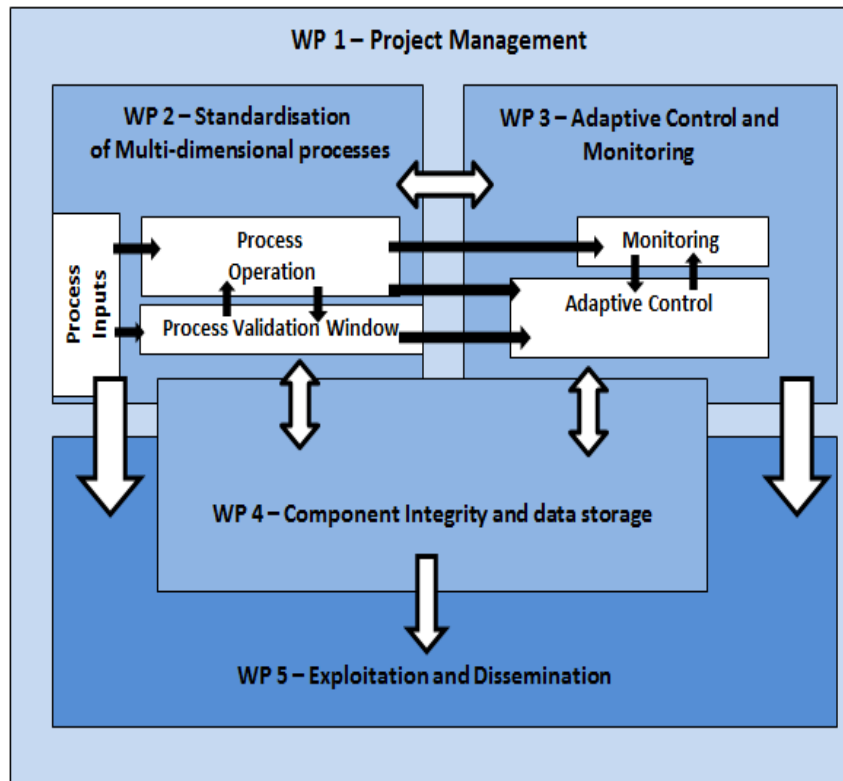 WP 1 – Project Management
WP 2 – Standardisation
of Multi-dimensional processes
WP 3 – Adaptive Control and
Monitoring
Process
Inputs
Process
Operation
Process Validation Window
Monitoring
Adaptive Control
WP 4 – Component Integrity and data storage
WP 5 – Exploitation and Dissemination